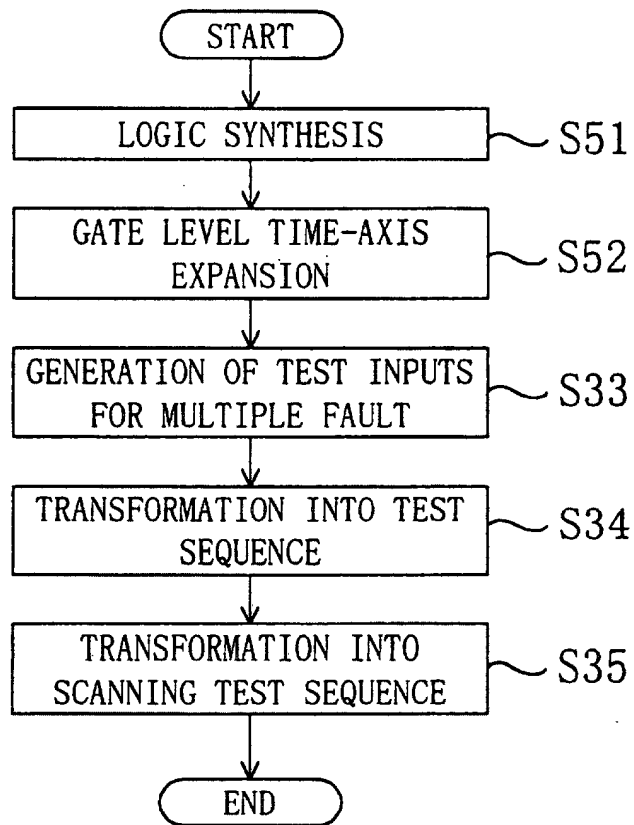 START
LOGIC SYNTHESIS
S51
GATE LEVEL TIME-AXIS
EXPANSION
S52
GENERATION OF TEST INPUTS
FOR MULTIPLE FAULT
S33
TRANSFORMATION INTO TEST
SEQUENCE
S34
TRANSFORMATION INTO
SCANNING TEST SEQUENCE
S35
END